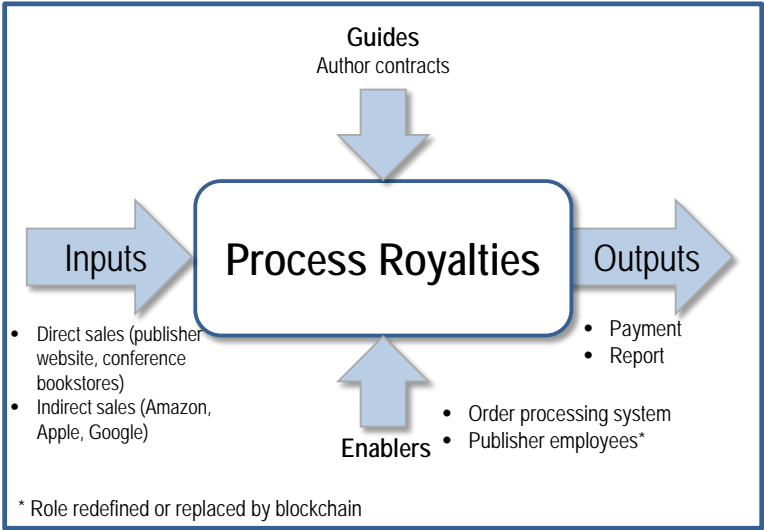 Guides
Author contracts
Inputs
Process Royalties
Outputs
• Direct sales (publisher
website, conference
bookstores)
• Indirect sales (Amazon,
Apple, Google)
• Payment
• Report
Enablers
• Order processing system
• Publisher employees*
* Role redefined or replaced by blockchain